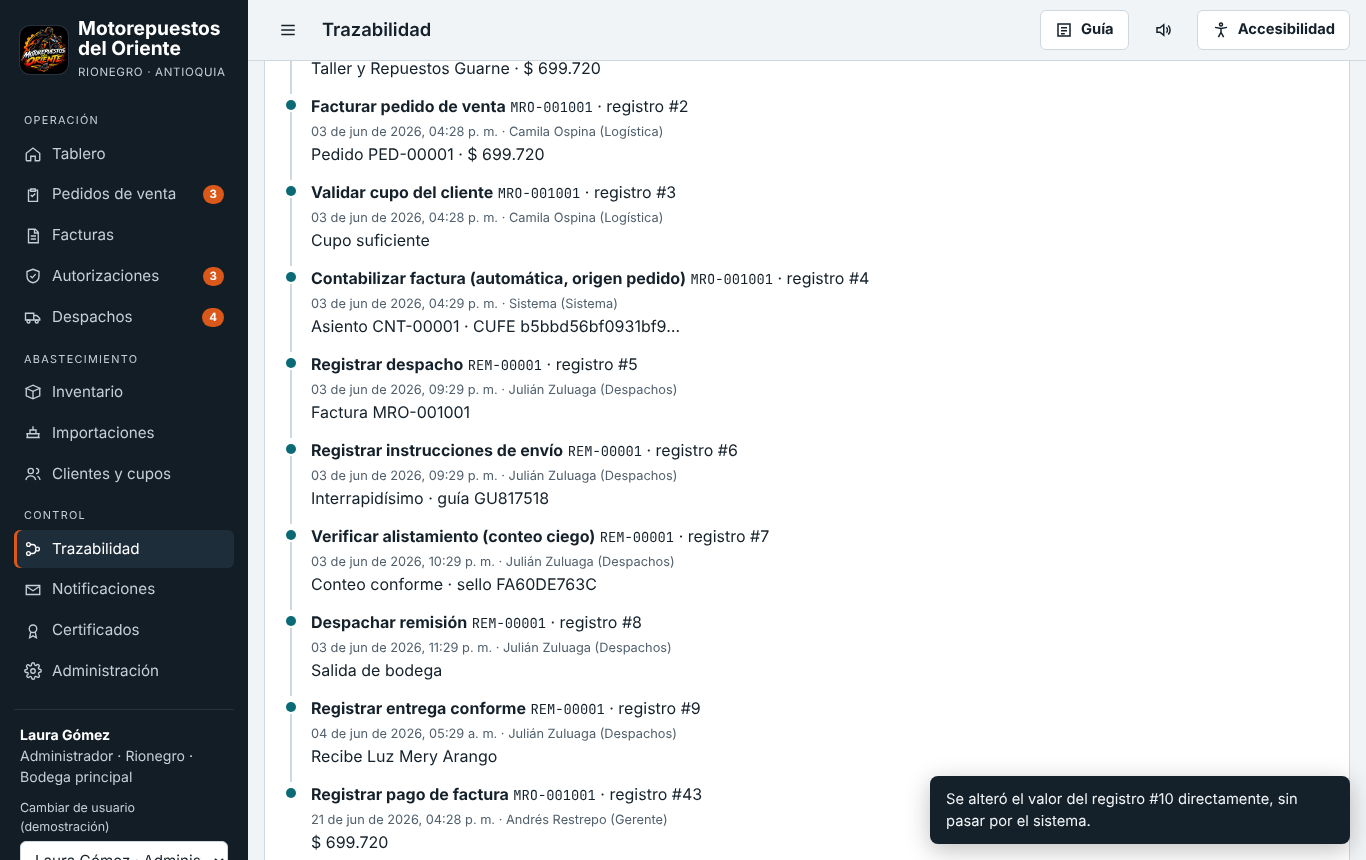 MOTOREPUESTOS
ORIENTE
Motorepuestos
del Oriente
RIONEGRO · ANTIOQUIA
OPERACIÓN
Tablero
Pedidos de venta 3
Facturas
Autorizaciones 3
Despachos 4
ABASTECIMIENTO
Inventario
Importaciones
Clientes y cupos
CONTROL
Trazabilidad
Notificaciones
Certificados
Administración
Laura Gómez
Administrador · Rionegro ·
Bodega principal
Cambiar de usuario
(demostración)
Laura Gómez · Adminis
Trazabilidad
Guía
Accesibilidad
Taller y Repuestos Guarne · $ 699.720
Facturar pedido de venta MRO-001001 · registro #2
03 de jun de 2026, 04:28 p. m. · Camila Ospina (Logística)
Pedido PED-00001 · $ 699.720
Validar cupo del cliente MRO-001001 · registro #3
03 de jun de 2026, 04:28 p. m. · Camila Ospina (Logística)
Cupo suficiente
Contabilizar factura (automática, origen pedido) MRO-001001 · registro #4
03 de jun de 2026, 04:29 p. m. · Sistema (Sistema)
Asiento CNT-00001 · CUFE b5bbd56bf0931bf9…
Registrar despacho REM-00001 · registro #5
03 de jun de 2026, 09:29 p. m. · Julián Zuluaga (Despachos)
Factura MRO-001001
Registrar instrucciones de envío REM-00001 · registro #6
03 de jun de 2026, 09:29 p. m. · Julián Zuluaga (Despachos)
Interrapidísimo · guía GU817518
Verificar alistamiento (conteo ciego) REM-00001 · registro #7
03 de jun de 2026, 10:29 p. m. · Julián Zuluaga (Despachos)
Conteo conforme · sello FA60DE763C
Despachar remisión REM-00001 · registro #8
03 de jun de 2026, 11:29 p. m. · Julián Zuluaga (Despachos)
Salida de bodega
Registrar entrega conforme REM-00001 · registro #9
04 de jun de 2026, 05:29 a. m. · Julián Zuluaga (Despachos)
Recibe Luz Mery Arango
Registrar pago de factura MRO-001001 · registro #43
21 de jun de 2026, 04:28 p. m. · Andrés Restrepo (Gerente)
$ 699.720
Se alteró el valor del registro #10 directamente, sin
pasar por el sistema.